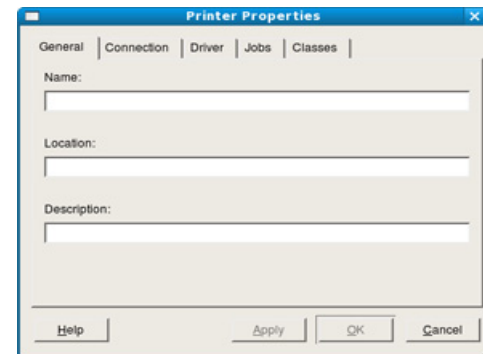 Printer Properties
General Connection Driver Jobs Classes
Name:
Location:
Description:
Help Apply OK Cancel